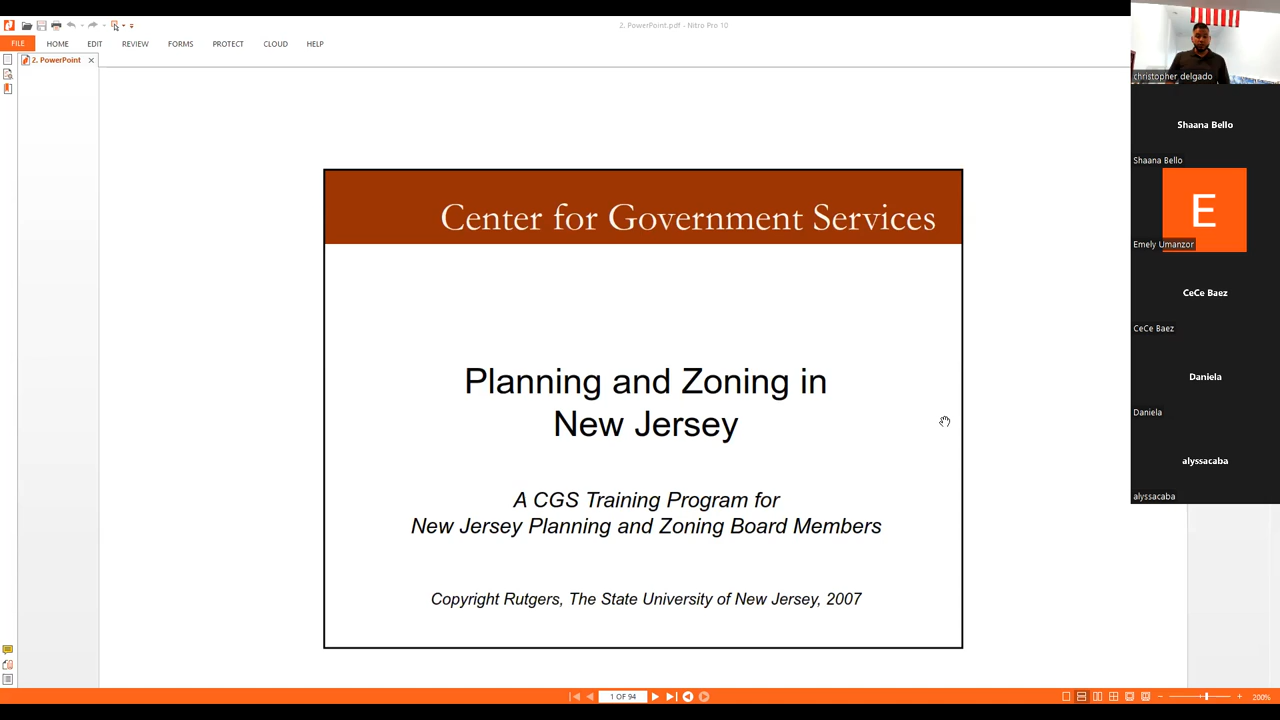 2. PowerPoint.pdf - Nitro Pro 10
FILE HOME EDIT REVIEW FORMS PROTECT CLOUD HELP
2. PowerPoint
Center for Government Services
Planning and Zoning in
New Jersey
A CGS Training Program for
New Jersey Planning and Zoning Board Members
Copyright Rutgers, The State University of New Jersey, 2007
christopher delgado
Shaana Bello
Shaana Bello
E
Emely Umanzor
CeCe Baez
CeCe Baez
Daniela
Daniela
alyssacaba
alyssacaba
1 OF 94
200%